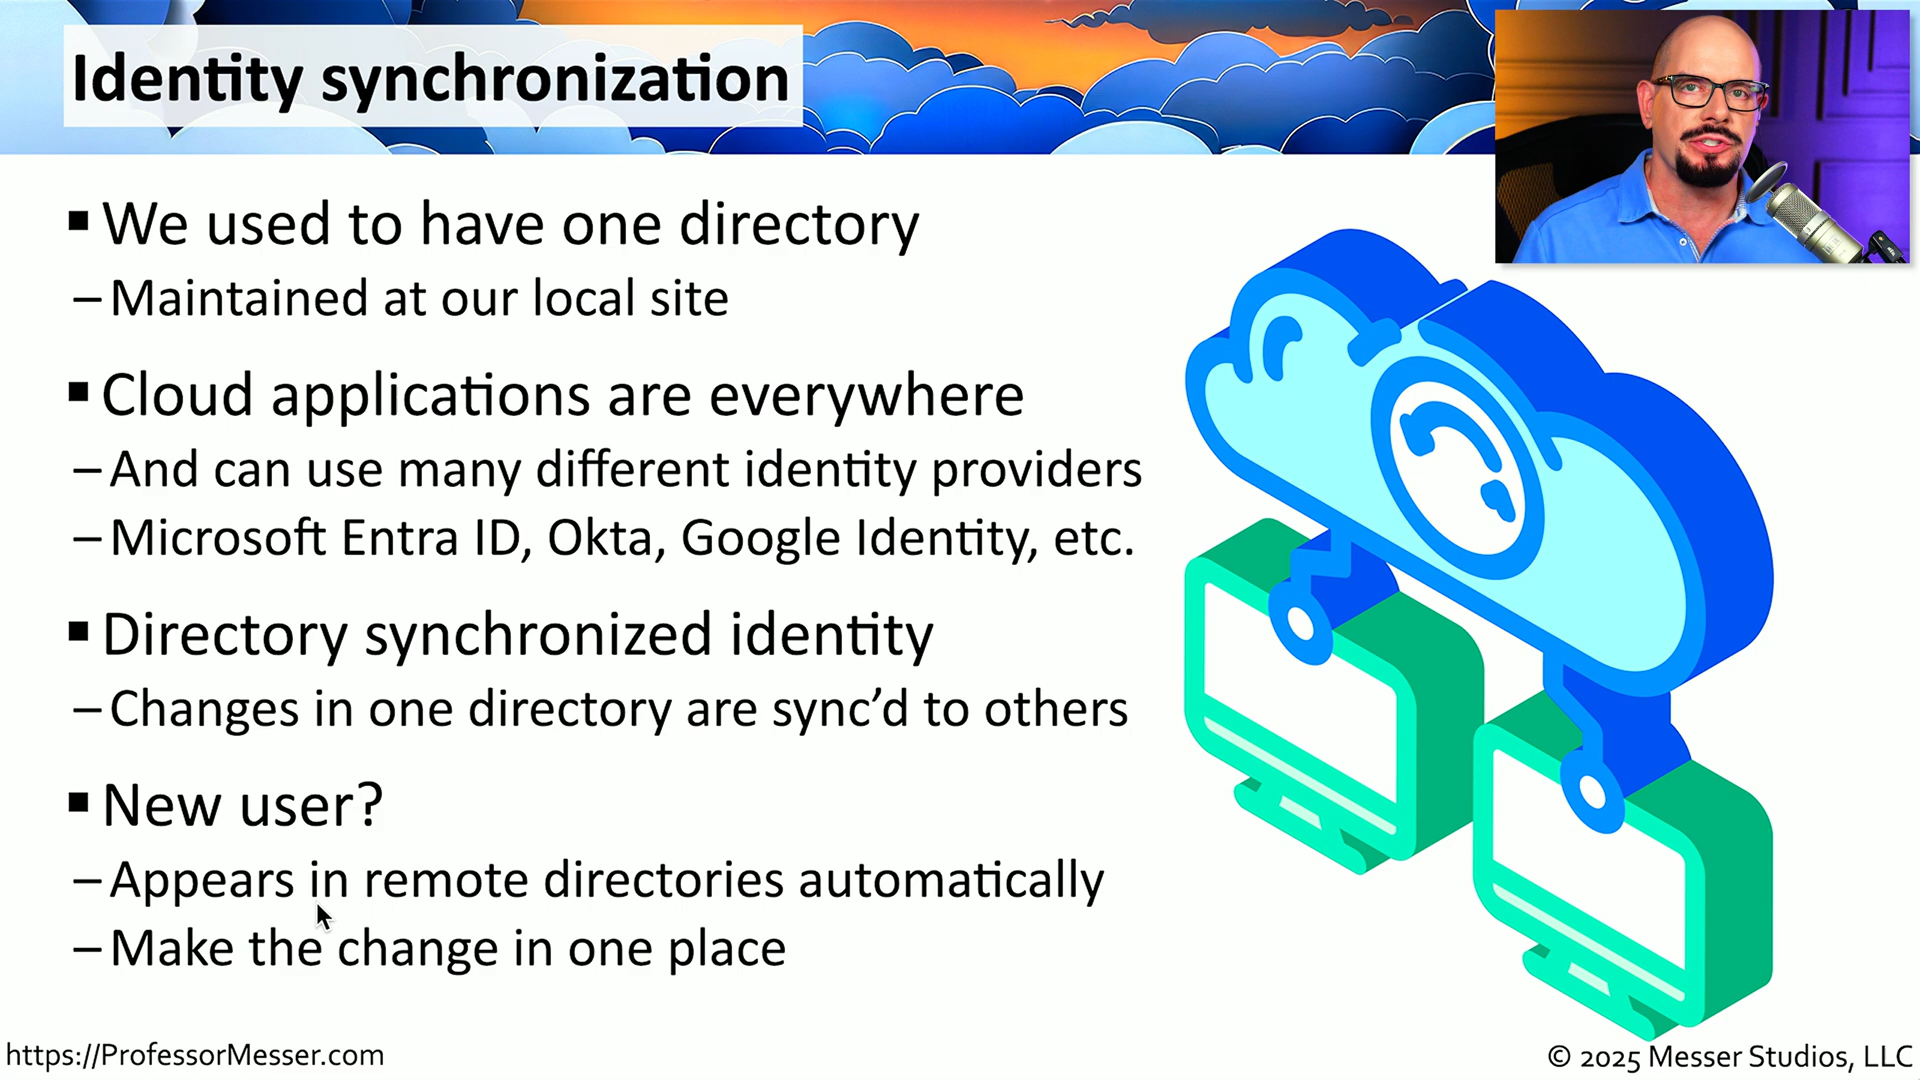 Identity synchronization
▪ We used to have one directory
– Maintained at our local site
▪ Cloud applications are everywhere
– And can use many different identity providers
– Microsoft Entra ID, Okta, Google Identity, etc.
▪ Directory synchronized identity
– Changes in one directory are sync’d to others
▪ New user?
– Appears in remote directories automatically
– Make the change in one place
https://ProfessorMesser.com
© 2025 Messer Studios, LLC